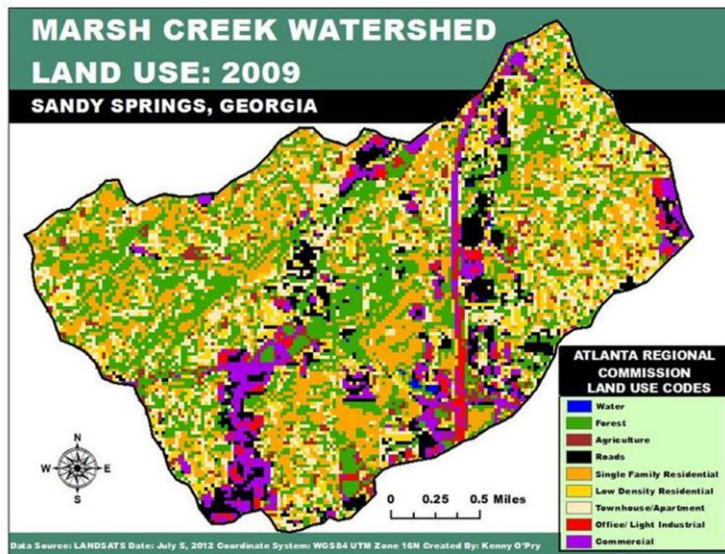 MARSH CREEK WATERSHED
LAND USE: 2009
SANDY SPRINGS, GEORGIA
ATLANTA REGIONAL
COMMISSION
LAND USE CODES
Water
Forest
Agriculture
Roads
Single Family Residential
Low Density Residential
Townhouse/Apartment
Office/ Light Industrial
Commercial
N
W E
S
0 0.25 0.5 Miles
Data Source: LANDSATS Date: July 5, 2012 Coordinate System: WGS84 UTM Zone 16N Created By: Kenny O'Pry